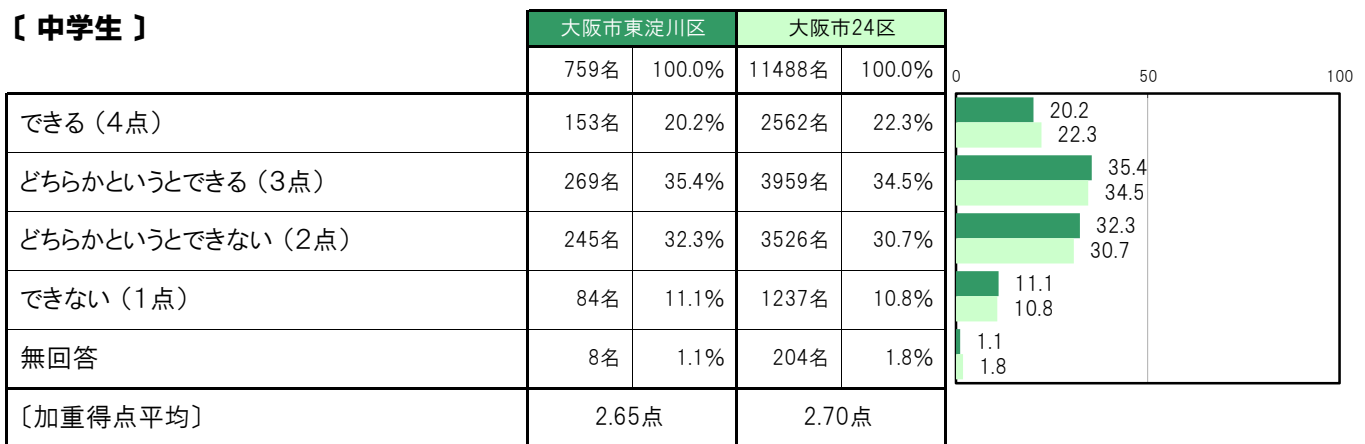 〔 中学生 〕
大阪市東淀川区 大阪市24区
759名 100.0% 11488名 100.0%
0 50 100
できる（4点） 153名 20.2% 2562名 22.3%
20.2
22.3
どちらかというとできる（3点） 269名 35.4% 3959名 34.5%
35.4
34.5
どちらかというとできない（2点） 245名 32.3% 3526名 30.7%
32.3
30.7
できない（1点） 84名 11.1% 1237名 10.8%
11.1
10.8
無回答 8名 1.1% 204名 1.8%
1.1
1.8
〔加重得点平均〕 2.65点 2.70点